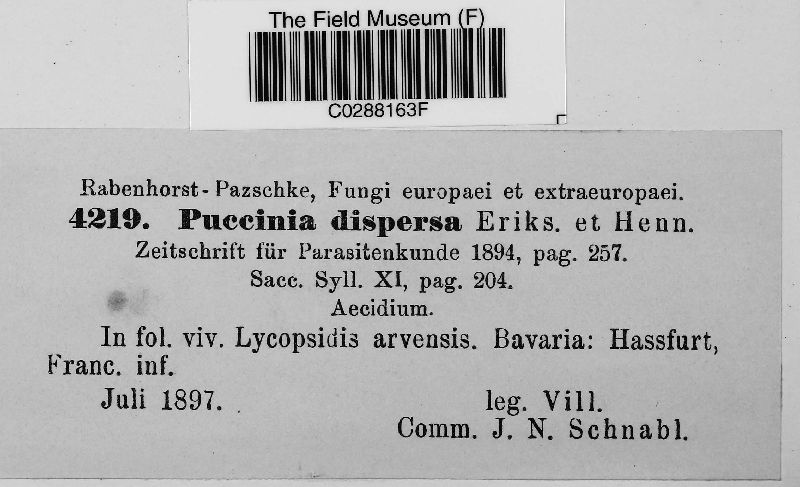 The Field Museum (F)
C0288163F
Rabenhorst-Pazschke, Fungi europaei et extraeuropaei.
4219. Puccinia dispersa Eriks. et Henn.
Zeitschrift für Parasitenkunde 1894, pag. 257.
Sacc. Syll. XI, pag. 204.
Aecidium.
In fol. viv. Lycopsidis arvensis. Bavaria: Hassfurt,
Franc. inf.
Juli 1897. leg. Vill.
Comm. J. N. Schnabl.